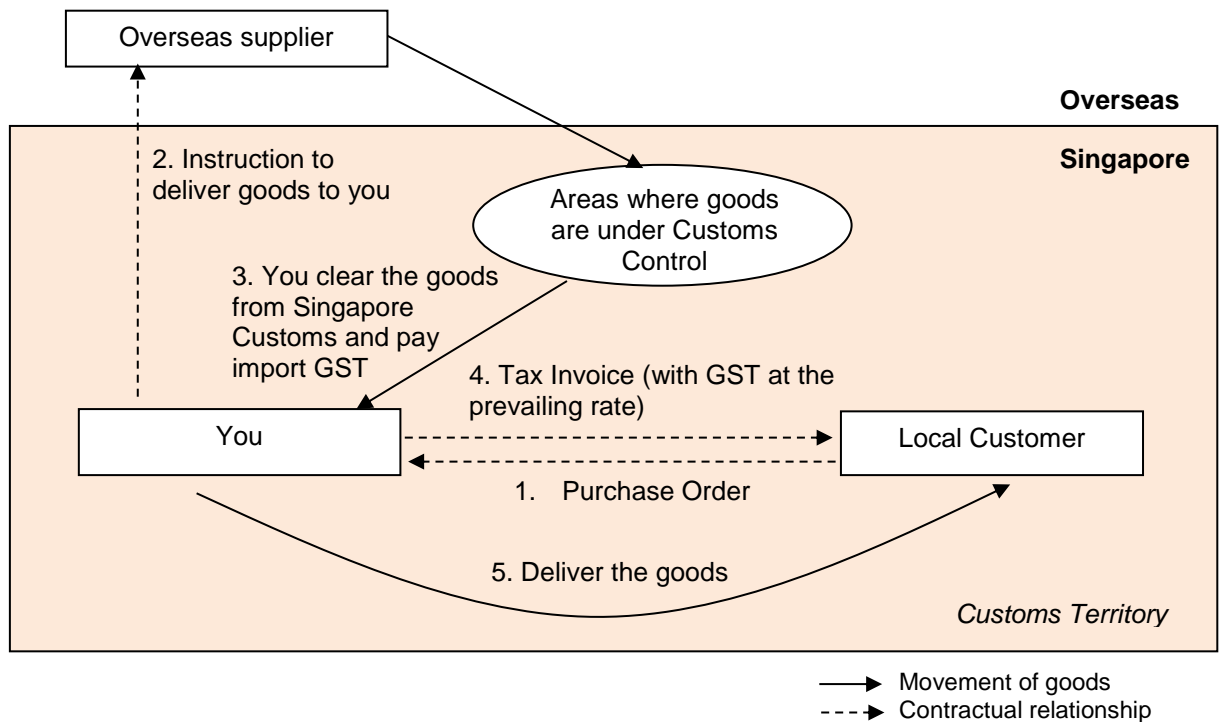 Overseas supplier
Overseas
Singapore
2. Instruction to
deliver goods to you
Areas where goods
are under Customs
Control
3. You clear the goods
from Singapore
Customs and pay
import GST
4. Tax Invoice (with GST at the
prevailing rate)
You
Local Customer
1. Purchase Order
5. Deliver the goods
Customs Territory
Movement of goods
Contractual relationship